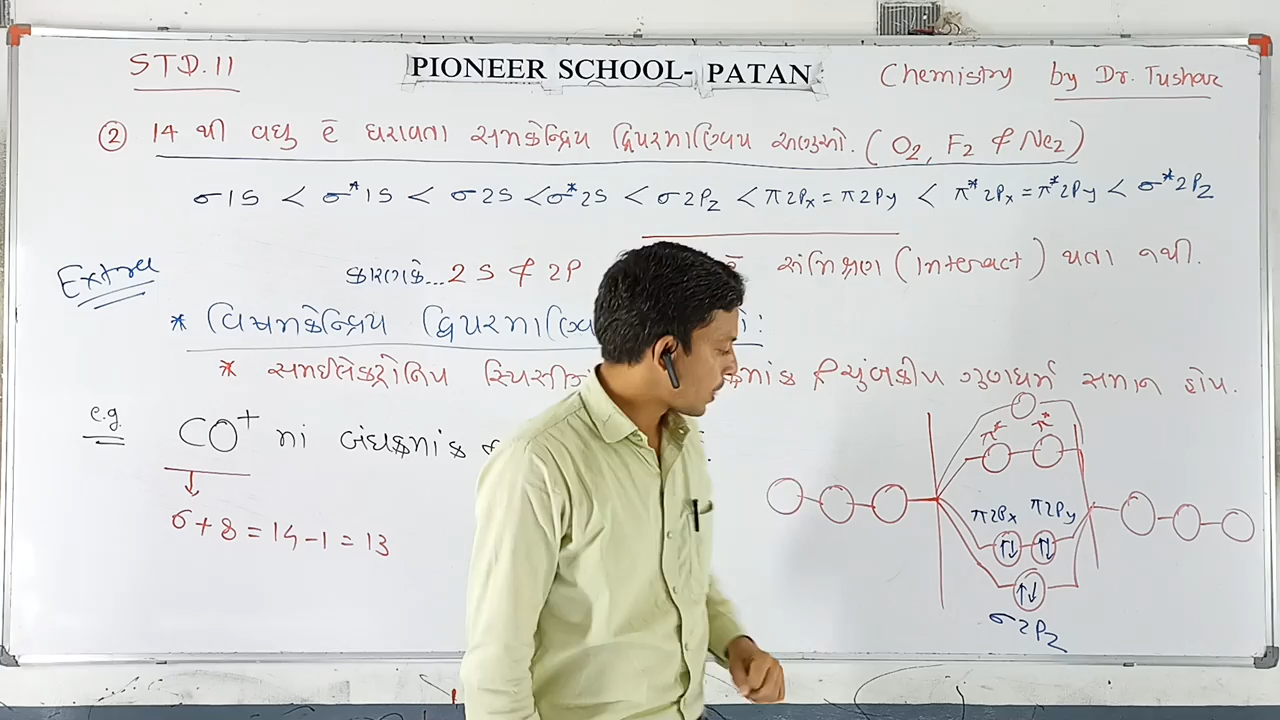 STD.11
PIONEER SCHOOL- PATAN
Chemistry by Dr. Tushar
② 14 થી વધુ ē ધરાવતા સમકેન્દ્રિય દ્વિપરમાણ્વિય અણુઓ. (O₂, F₂ & Ne₂)
σ1S < σ*1S < σ2S < σ*2S < σ2Pz < π2Px = π2Py < π*2Px = π*2Py < σ*2Pz
Extra
કારણકે... 2S & 2P ē સંમિશ્રણ (Interact) થતા નથી.
* વિષમકેન્દ્રિય :
* સમઈલેક્ટ્રોનિય ચુંબકીય ગુણધર્મ સમાન હોય.
e.g. CO⁺ ના બંધક્રમાંક
6+8 = 14-1 = 13
π* π*
π2Px π2Py
↑↓ ↑↓
↑↓
σ2Pz